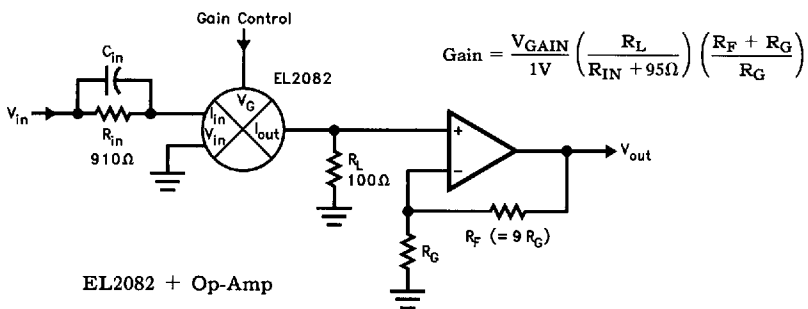 Gain Control
C_in
EL2082
Gain = V_GAIN / 1V ( R_L / R_IN + 95Ω ) ( R_F + R_G / R_G )
V_in
R_in
910Ω
V_G
I_in
V_in
I_out
R_L
100Ω
+
−
V_out
R_F (= 9 R_G)
R_G
EL2082 + Op-Amp